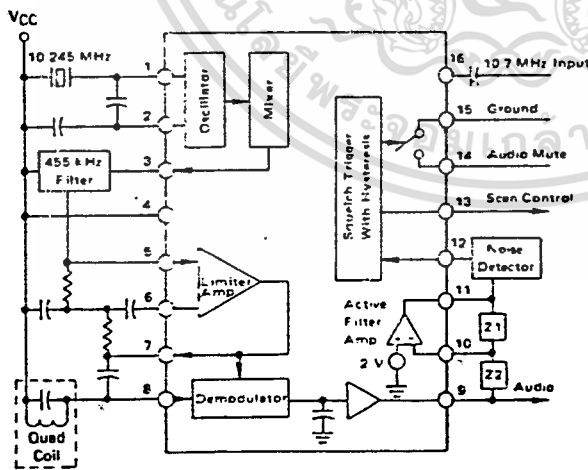 VCC
10 245 MHz
1
2
3
4
5
6
7
8
Oscillator
Mixer
455 kHz
Filter
Limiter
Amp
Demodulator
Quad
Coil
Squelch Trigger
With Hysteresis
Active
Filter
Amp
2 V
16
10 7 MHz Input
15
Ground
14
Audio Mute
13
Scan Control
12
Noise
Detector
11
Z1
10
Z2
9
Audio